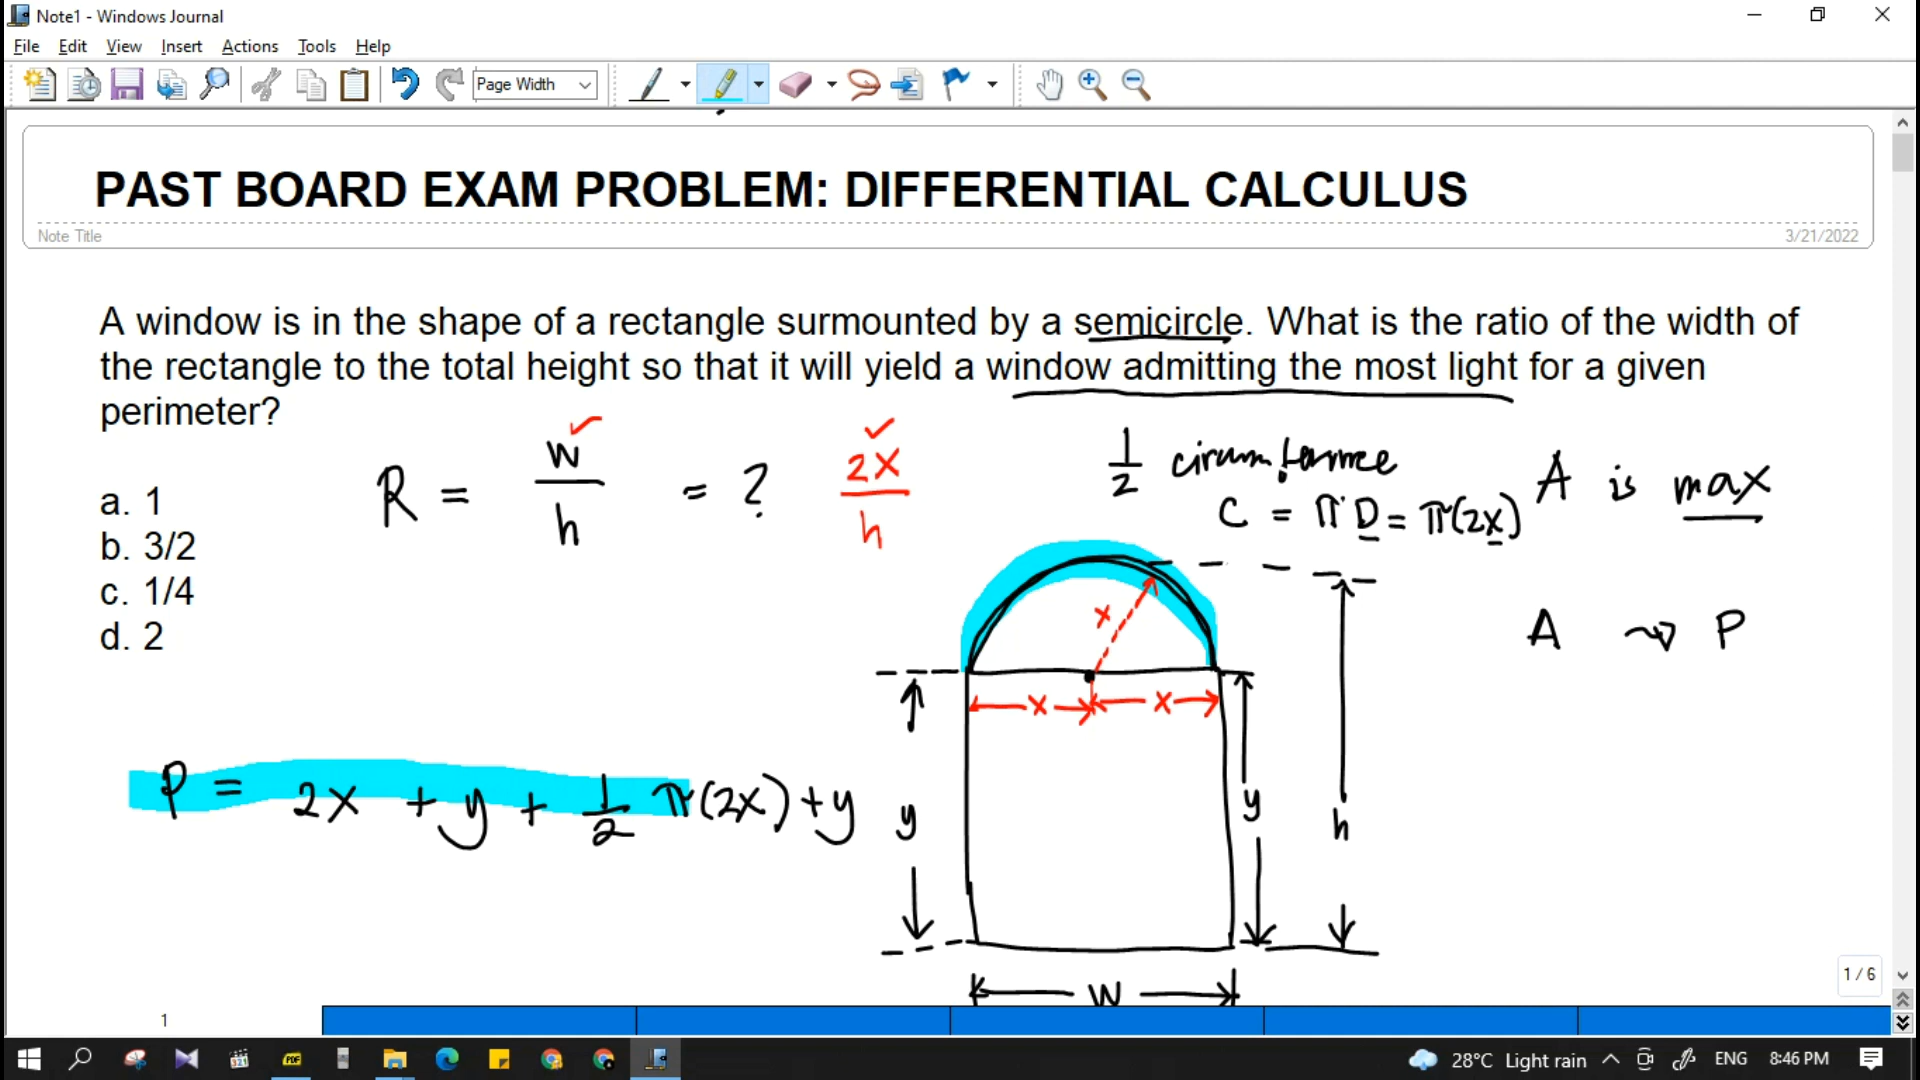 Note1 - Windows Journal
File Edit View Insert Actions Tools Help
Page Width
PAST BOARD EXAM PROBLEM: DIFFERENTIAL CALCULUS
Note Title
3/21/2022
A window is in the shape of a rectangle surmounted by a semicircle. What is the ratio of the width of
the rectangle to the total height so that it will yield a window admitting the most light for a given
perimeter?
a. 1
b. 3/2
c. 1/4
d. 2
R = w/h = ? 2x/h
1/2 circumference
C = πD = π(2x)
A is max
A → P
x
x x
y
y
h
w
P = 2x + y + 1/2 π(2x) + y
1 / 6
1
28°C Light rain ENG 8:46 PM